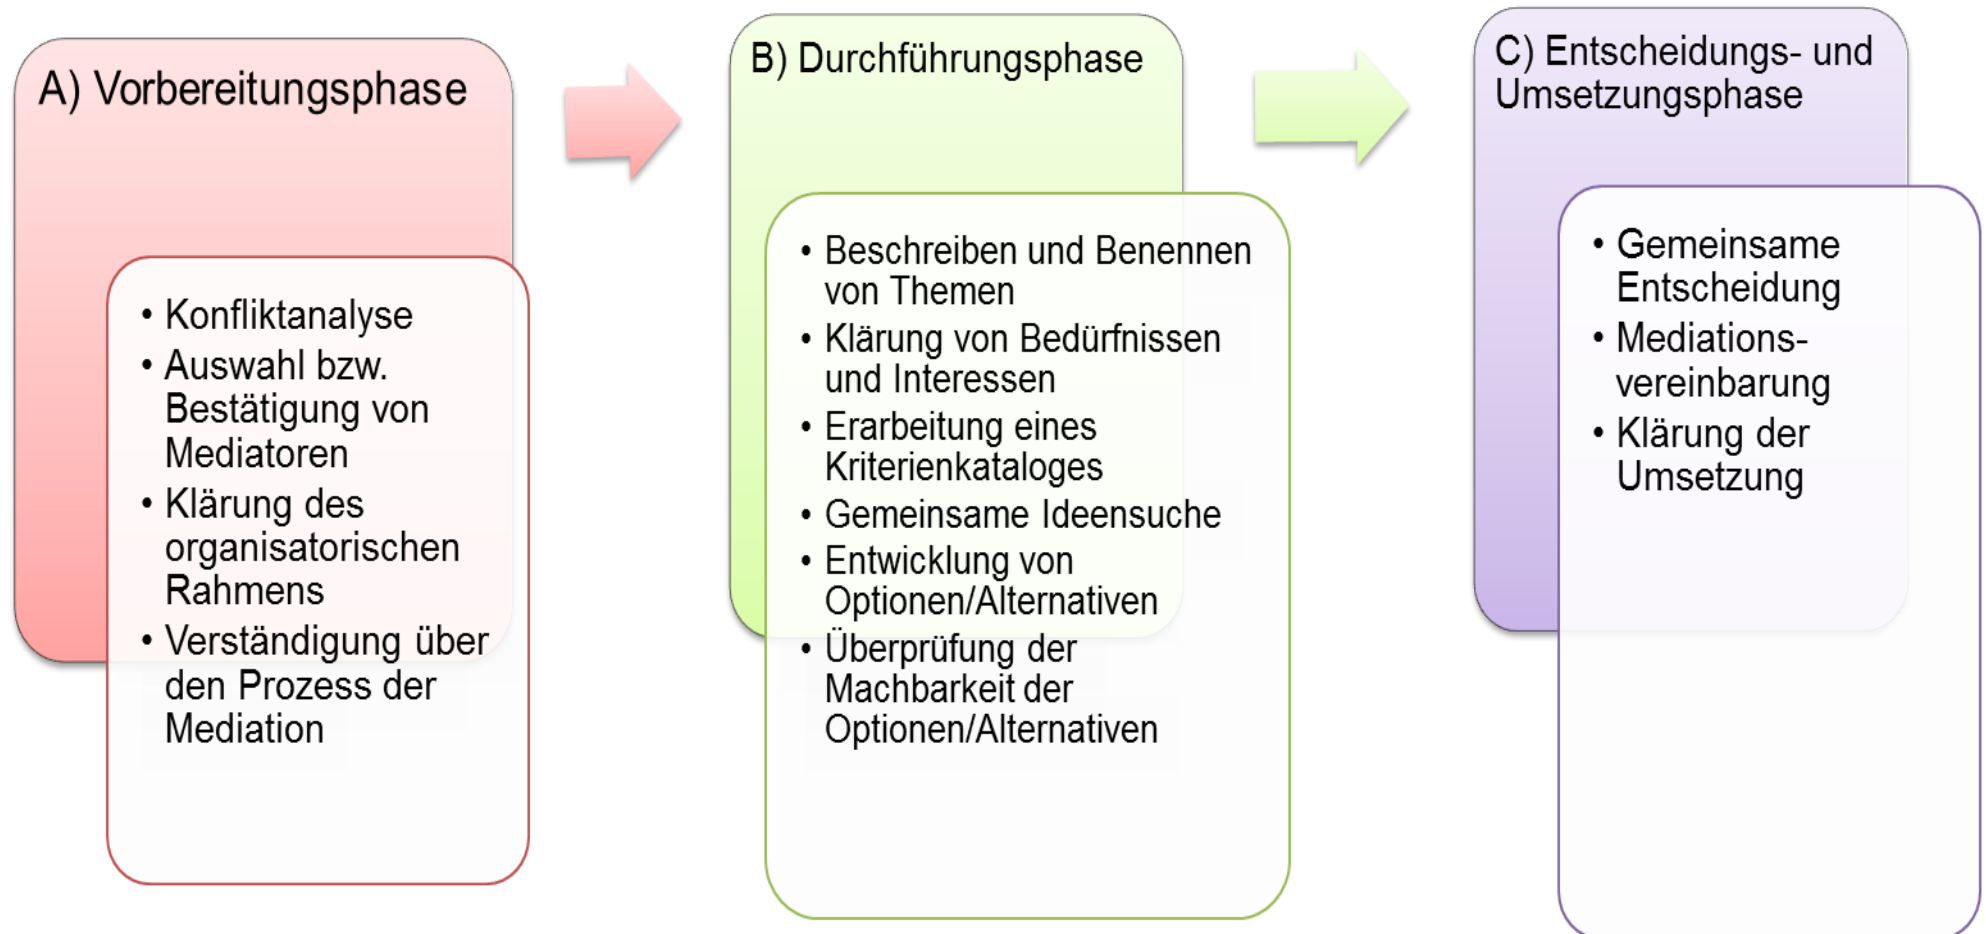 A) Vorbereitungsphase
• Konfliktanalyse
• Auswahl bzw.
Bestätigung von
Mediatoren
• Klärung des
organisatorischen
Rahmens
• Verständigung über
den Prozess der
Mediation
B) Durchführungsphase
• Beschreiben und Benennen
von Themen
• Klärung von Bedürfnissen
und Interessen
• Erarbeitung eines
Kriterienkataloges
• Gemeinsame Ideensuche
• Entwicklung von
Optionen/Alternativen
• Überprüfung der
Machbarkeit der
Optionen/Alternativen
C) Entscheidungs- und
Umsetzungsphase
• Gemeinsame
Entscheidung
• Mediations-
vereinbarung
• Klärung der
Umsetzung